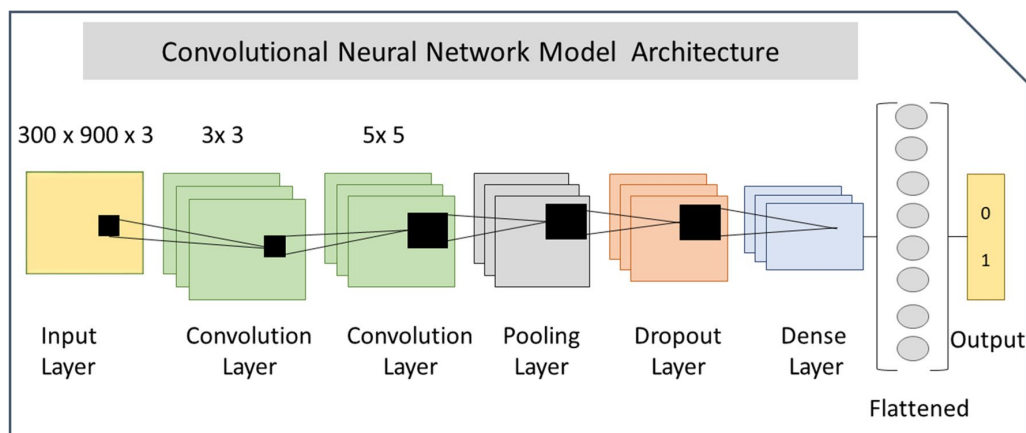 Convolutional Neural Network Model Architecture
300 x 900 x 3
3x 3
5x 5
0
1
Input
Layer
Convolution
Layer
Convolution
Layer
Pooling
Layer
Dropout
Layer
Dense
Layer
Output
Flattened